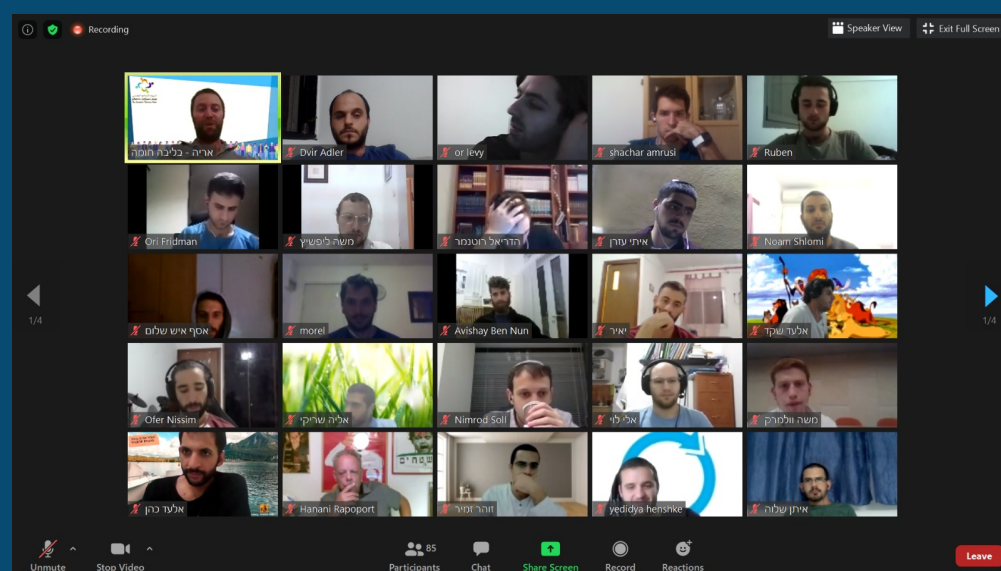 Recording
Speaker View
Exit Full Screen
אריה - כליבה חומה
Dvir Adler
or levy
shachar amrusi
Ruben
Ori Fridman
משה ליפשיץ
הדריאל רוטנמר
איתי עזרן
Noam Shlomi
אסף איש שלום
morel
Avishay Ben Nun
יאיר
אלעד שקד
Ofer Nissim
אליה שריקי
Nimrod Soll
אלי לוי
משה וולמרק
אלעד כהן
Hanani Rapoport
זוהר זמיר
yedidya henshke
איתן שלוה
1/4
1/4
Unmute
Stop Video
85
Participants
Chat
Share Screen
Record
Reactions
Leave